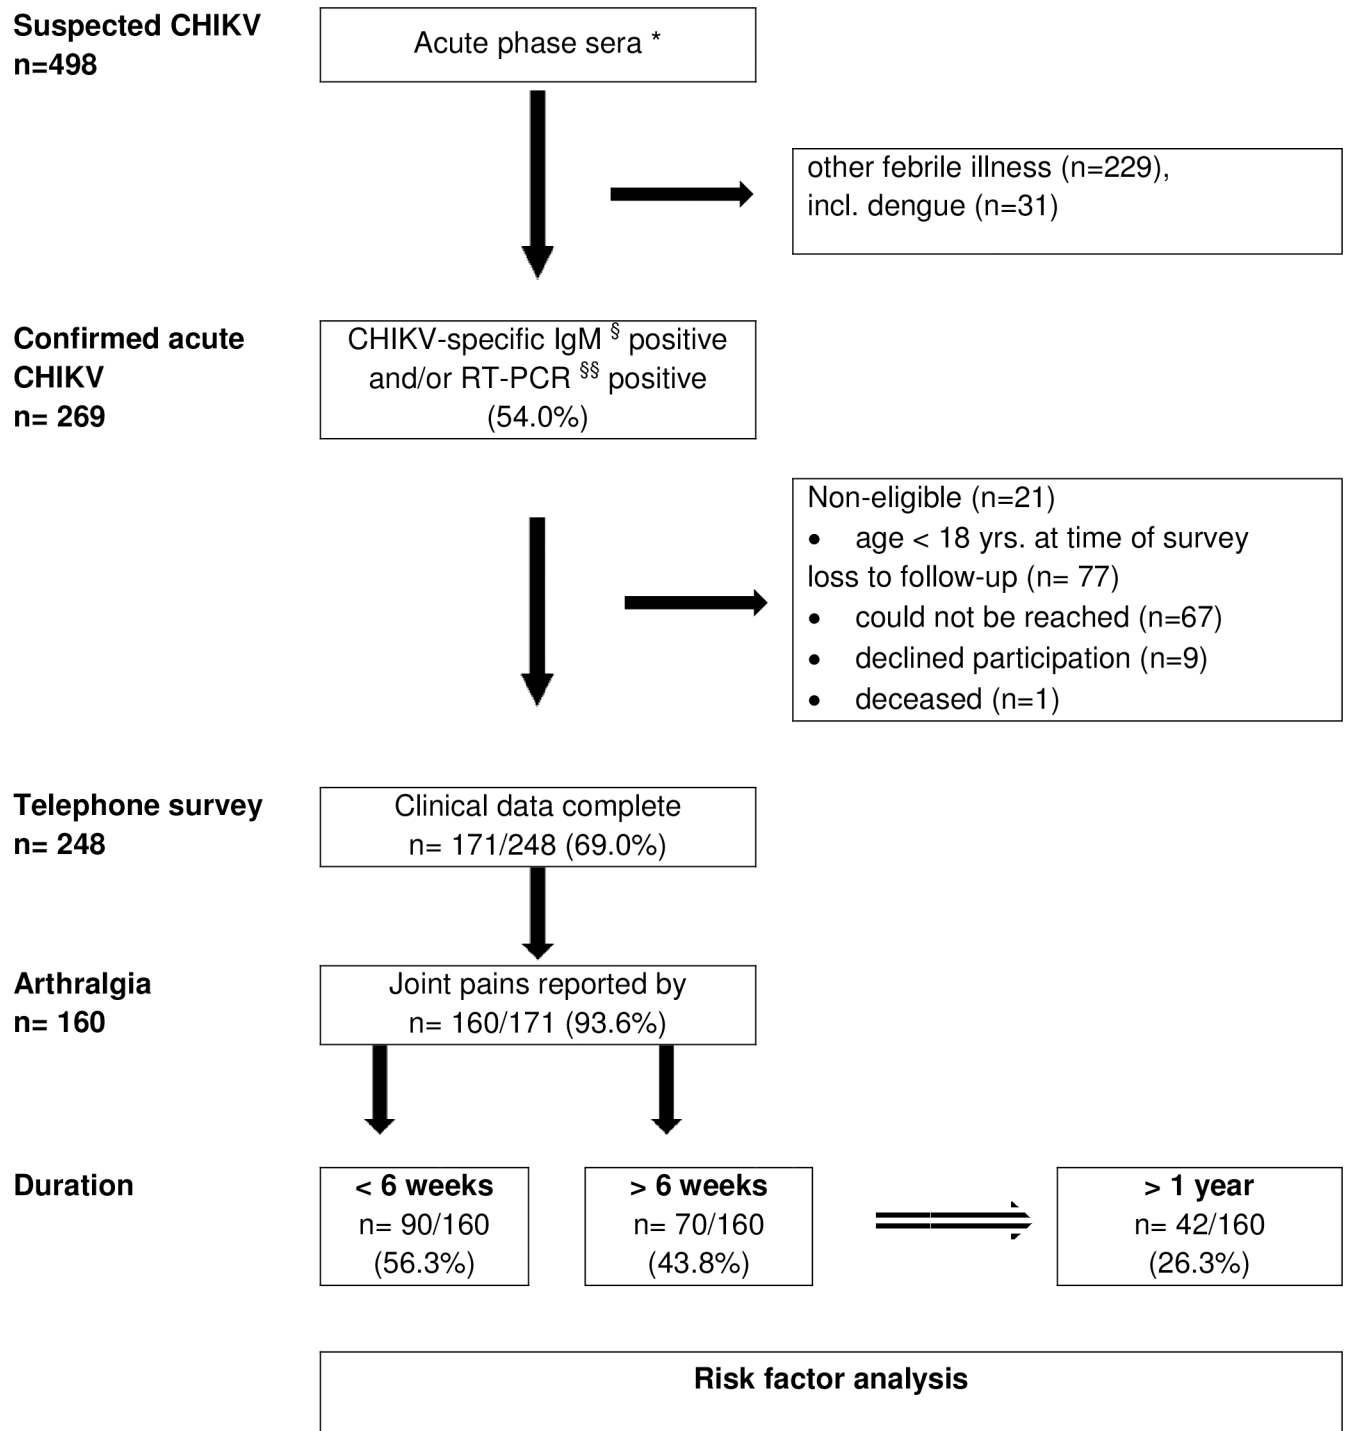 Suspected CHIKV
n=498
Acute phase sera *
other febrile illness (n=229),
incl. dengue (n=31)
Confirmed acute
CHIKV
n= 269
CHIKV-specific IgM § positive
and/or RT-PCR §§ positive
(54.0%)
Non-eligible (n=21)
• age < 18 yrs. at time of survey
loss to follow-up (n= 77)
• could not be reached (n=67)
• declined participation (n=9)
• deceased (n=1)
Telephone survey
n= 248
Clinical data complete
n= 171/248 (69.0%)
Arthralgia
n= 160
Joint pains reported by
n= 160/171 (93.6%)
Duration
< 6 weeks
n= 90/160
(56.3%)
> 6 weeks
n= 70/160
(43.8%)
> 1 year
n= 42/160
(26.3%)
Risk factor analysis